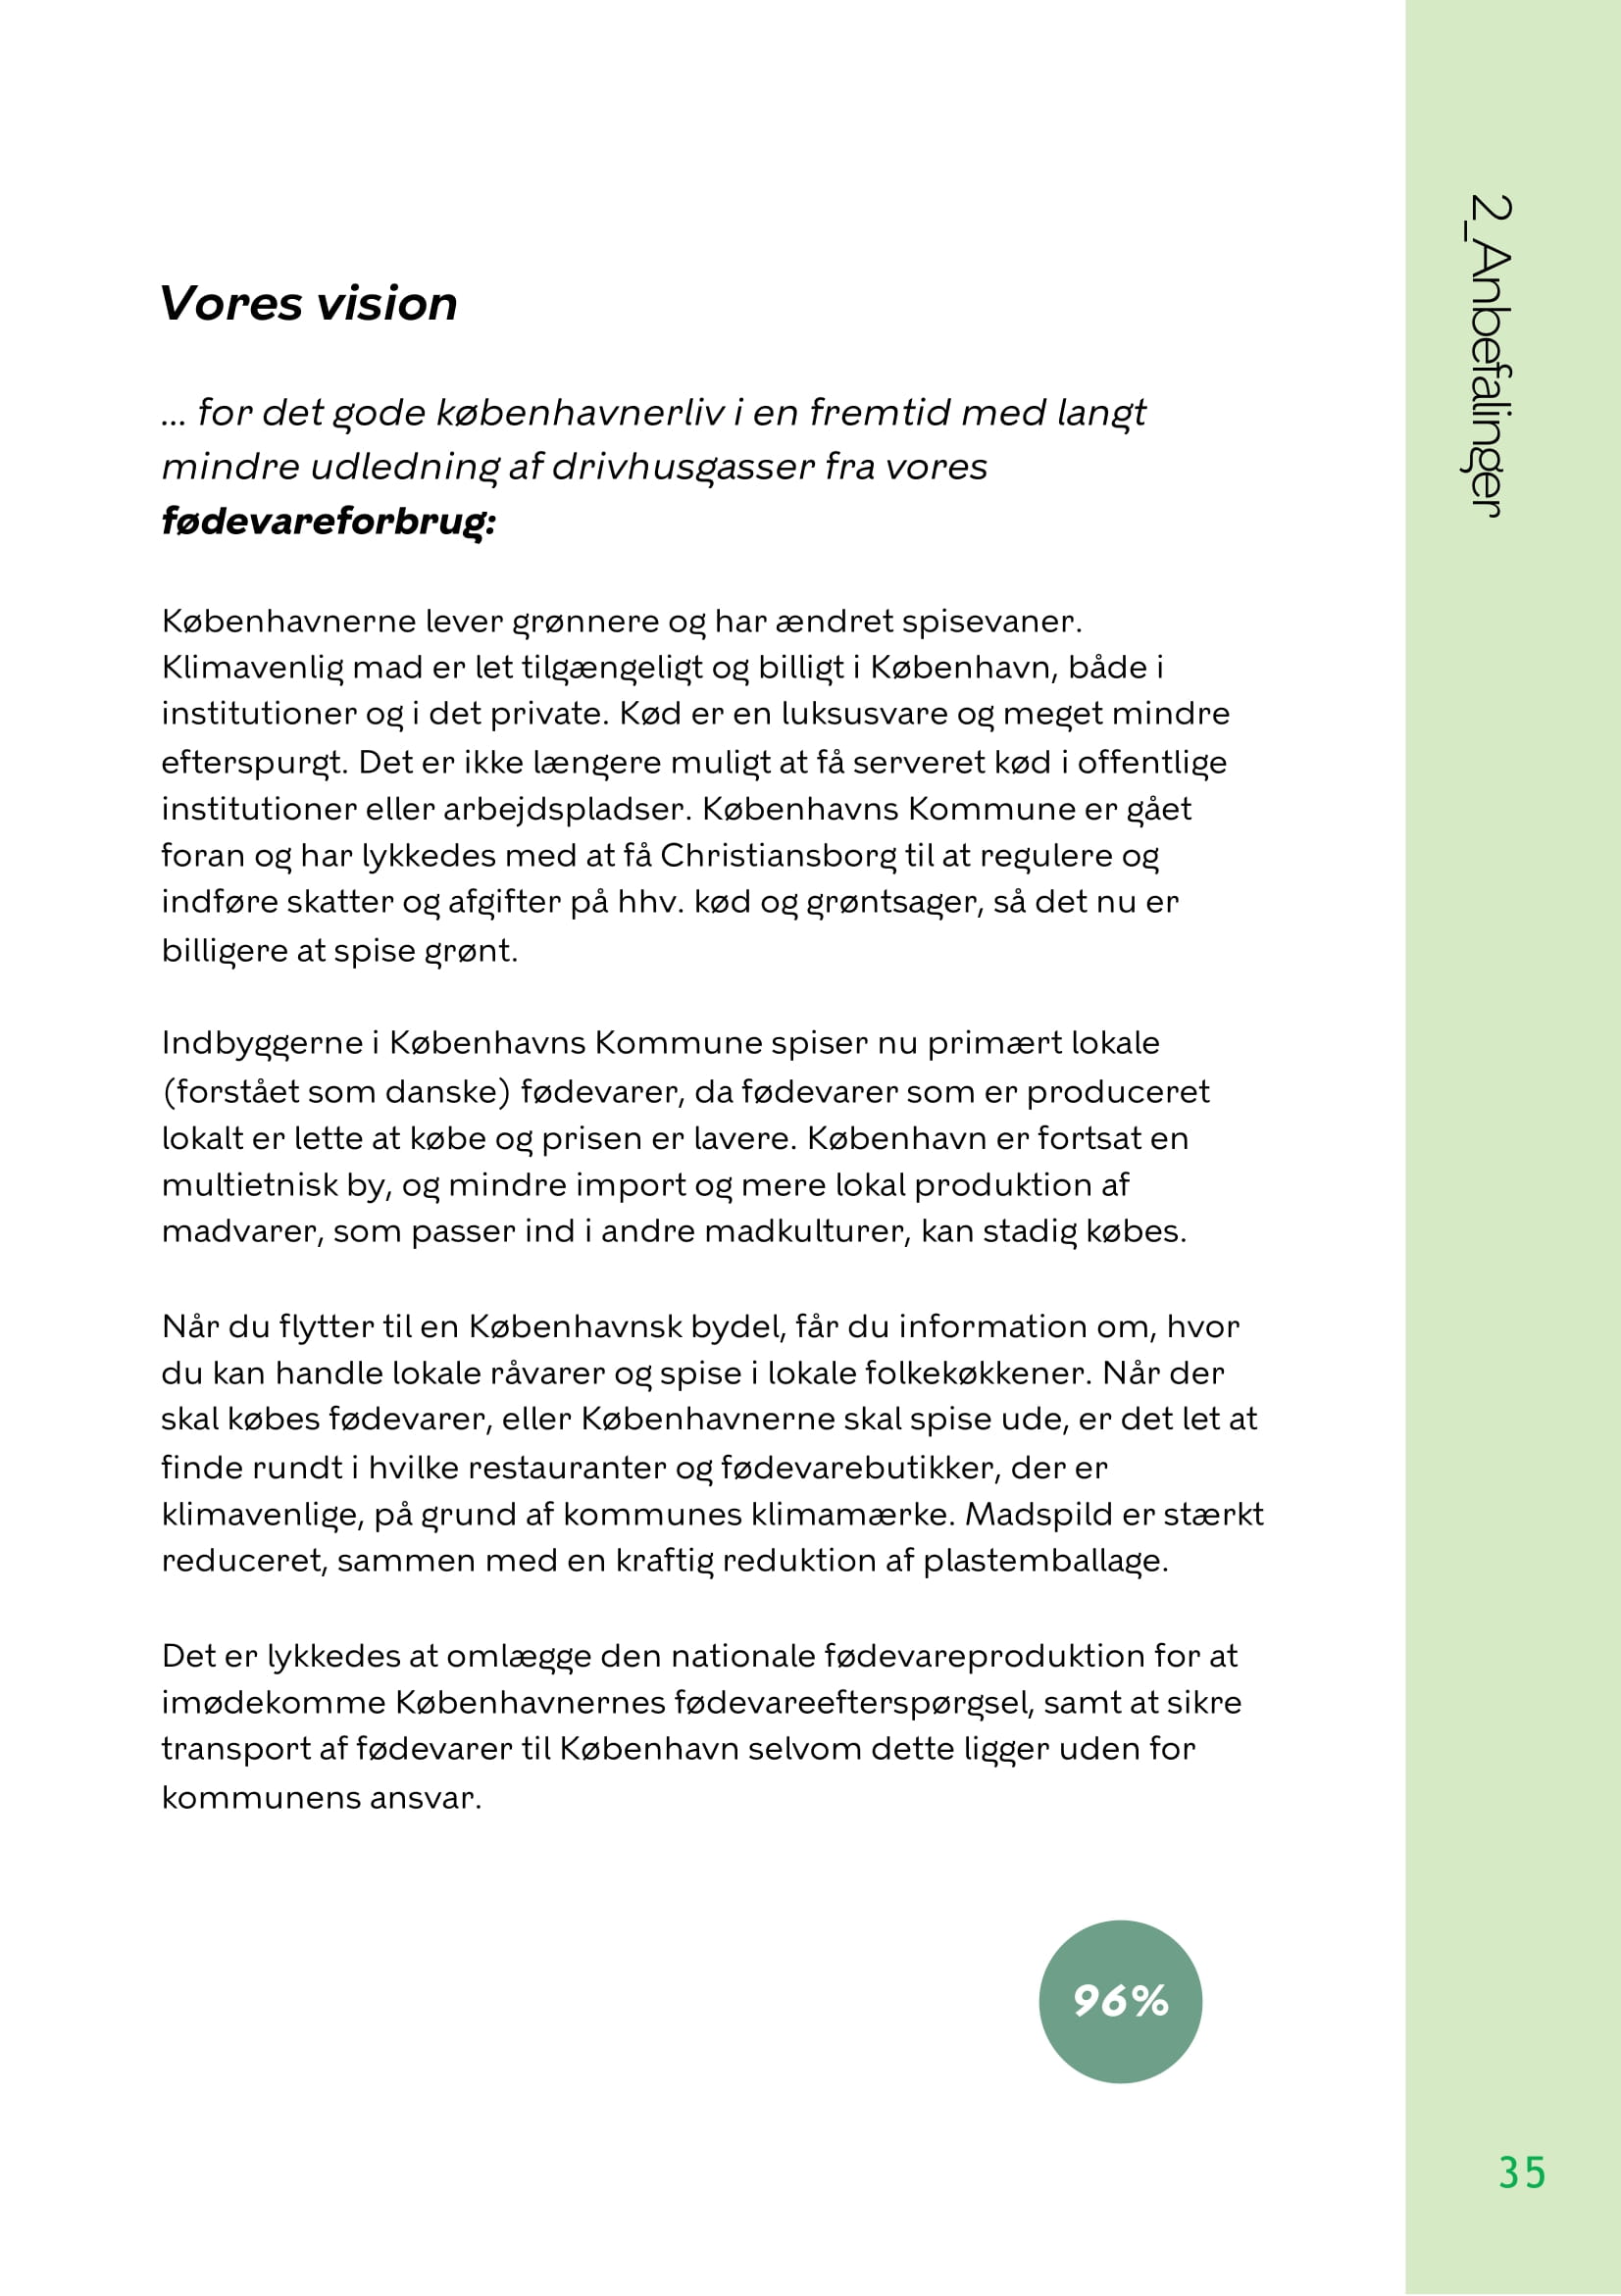 Vores vision
... for det gode københavnerliv i en fremtid med langt
mindre udledning af drivhusgasser fra vores
fødevareforbrug:
Københavnerne lever grønnere og har ændret spisevaner.
Klimavenlig mad er let tilgængeligt og billigt i København, både i
institutioner og i det private. Kød er en luksusvare og meget mindre
efterspurgt. Det er ikke længere muligt at få serveret kød i offentlige
institutioner eller arbejdspladser. Københavns Kommune er gået
foran og har lykkedes med at få Christiansborg til at regulere og
indføre skatter og afgifter på hhv. kød og grøntsager, så det nu er
billigere at spise grønt.
Indbyggerne i Københavns Kommune spiser nu primært lokale
(forstået som danske) fødevarer, da fødevarer som er produceret
lokalt er lette at købe og prisen er lavere. København er fortsat en
multietnisk by, og mindre import og mere lokal produktion af
madvarer, som passer ind i andre madkulturer, kan stadig købes.
Når du flytter til en Københavnsk bydel, får du information om, hvor
du kan handle lokale råvarer og spise i lokale folkekøkkener. Når der
skal købes fødevarer, eller Københavnerne skal spise ude, er det let at
finde rundt i hvilke restauranter og fødevarebutikker, der er
klimavenlige, på grund af kommunes klimamærke. Madspild er stærkt
reduceret, sammen med en kraftig reduktion af plastemballage.
Det er lykkedes at omlægge den nationale fødevareproduktion for at
imødekomme Københavnernes fødevareefterspørgsel, samt at sikre
transport af fødevarer til København selvom dette ligger uden for
kommunens ansvar.
96%
2_Anbefalinger
35